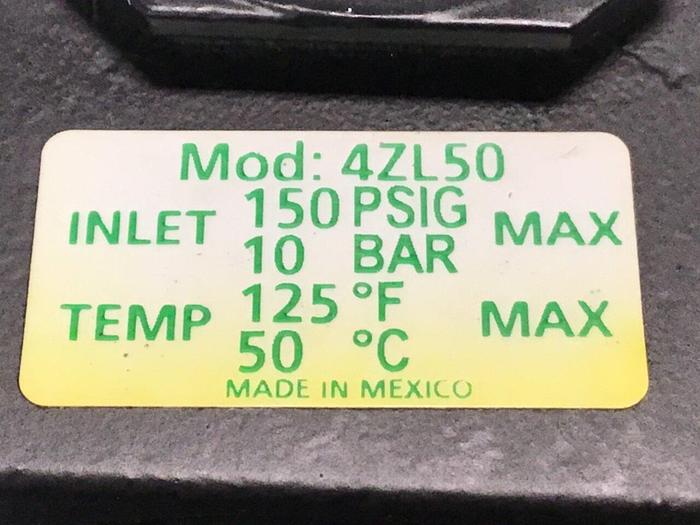 Mod: 4ZL50
INLET 150 PSIG MAX
10 BAR
TEMP 125 °F MAX
50 °C
MADE IN MEXICO